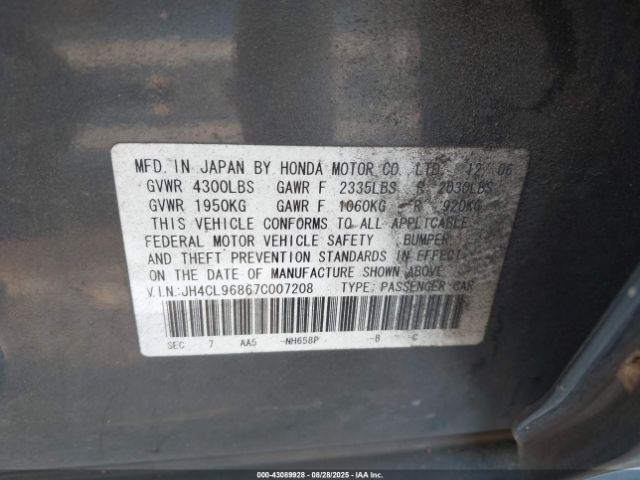 MFD. IN JAPAN BY HONDA MOTOR CO., LTD. 12 06
GVWR 4300LBS GAWR F 2335LBS R 2030LBS
GVWR 1950KG GAWR F 1060KG R 920KG
THIS VEHICLE CONFORMS TO ALL APPLICABLE
FEDERAL MOTOR VEHICLE SAFETY, BUMPER,
AND THEFT PREVENTION STANDARDS IN EFFECT
ON THE DATE OF MANUFACTURE SHOWN ABOVE.
V.I.N.:JH4CL96867C007208 TYPE: PASSENGER CAR
SEC 7 AA5 -NH658P -B -C
000-43089928 - 08/28/2025 - IAA Inc.